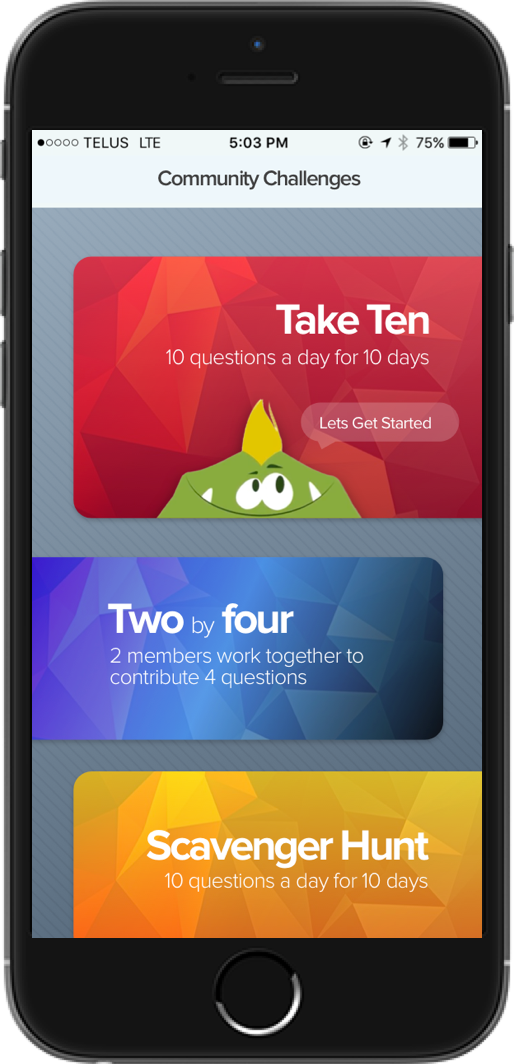 TELUS LTE 5:03 PM 75%
Community Challenges
Take Ten
10 questions a day for 10 days
Lets Get Started
Two by four
2 members work together to
contribute 4 questions
Scavenger Hunt
10 questions a day for 10 days